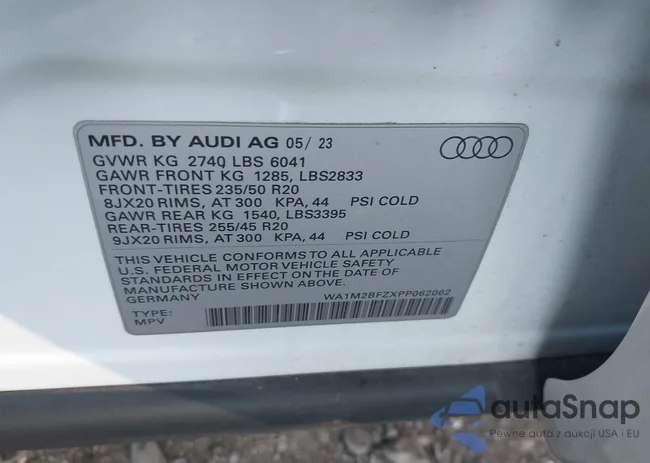 MFD. BY AUDI AG 05/ 23
GVWR KG 2740 LBS 6041
GAWR FRONT KG 1285, LBS2833
FRONT-TIRES 235/50 R20
8JX20 RIMS, AT 300 KPA, 44 PSI COLD
GAWR REAR KG 1540, LBS3395
REAR-TIRES 255/45 R20
9JX20 RIMS, AT 300 KPA, 44 PSI COLD
THIS VEHICLE CONFORMS TO ALL APPLICABLE
U.S. FEDERAL MOTOR VEHICLE SAFETY
STANDARDS IN EFFECT ON THE DATE OF
MANUFACTURE SHOWN ABOVE.
GERMANY WA1M2BFZXPP062062
TYPE:
MPV
autaSnap
Pewne auta z aukcji USA i EU